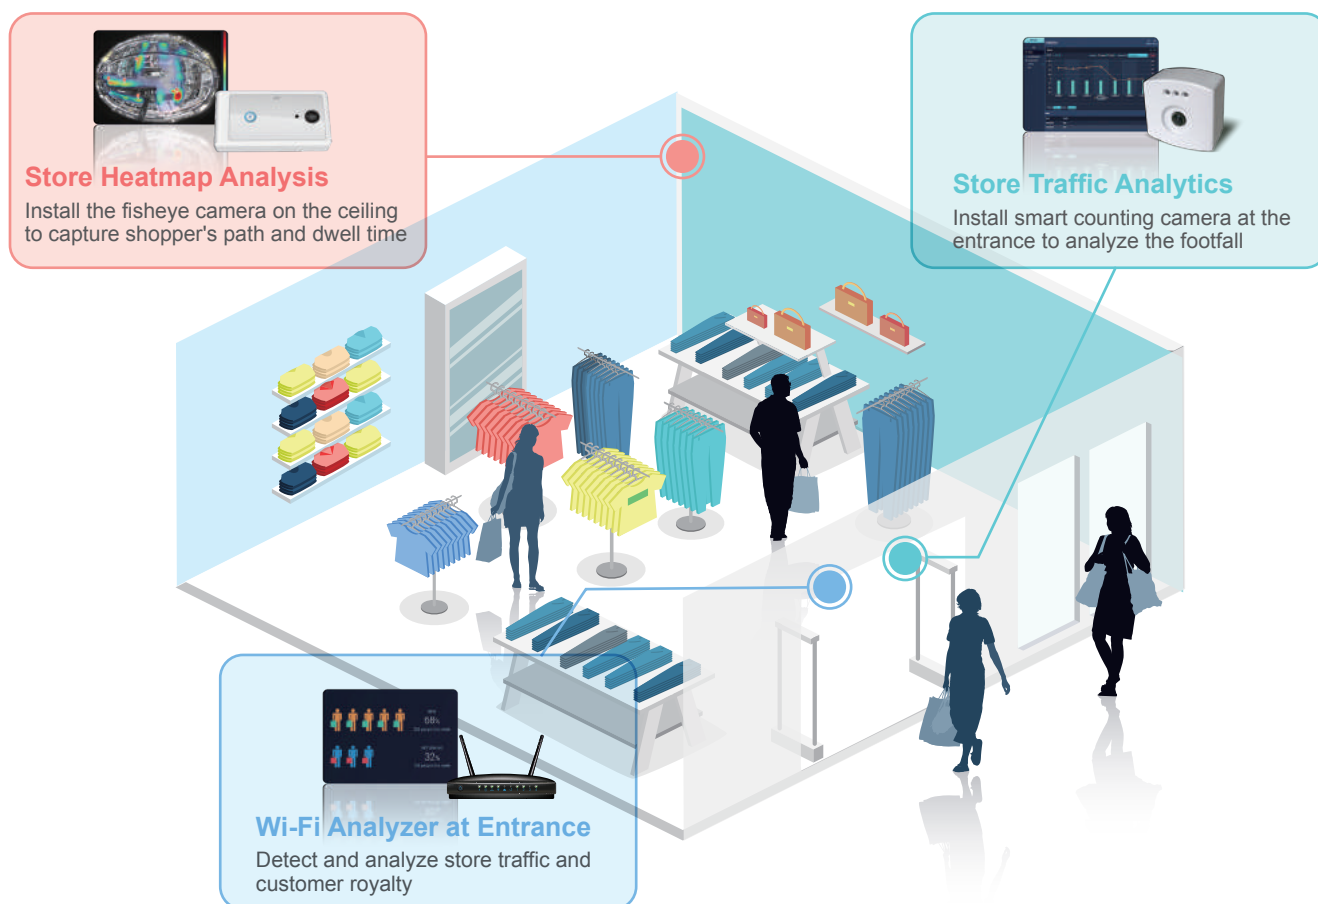 Store Heatmap Analysis
Install the fisheye camera on the ceiling
to capture shopper's path and dwell time
Store Traffic Analytics
Install smart counting camera at the
entrance to analyze the footfall
68%
32%
Wi-Fi Analyzer at Entrance
Detect and analyze store traffic and
customer royalty